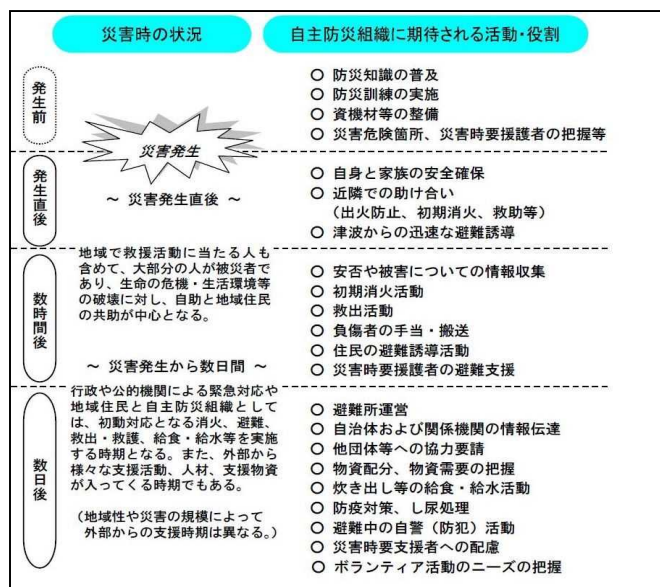 災害時の状況
自主防災組織に期待される活動・役割
発生前
災害発生
○ 防災知識の普及
○ 防災訓練の実施
○ 資機材等の整備
○ 災害危険箇所、災害時要援護者の把握等
発生直後
～ 災害発生直後 ～
○ 自身と家族の安全確保
○ 近隣での助け合い
（出火防止、初期消火、救助等）
○ 津波からの迅速な避難誘導
数時間後
地域で救援活動に当たる人も
含めて、大部分の人が被災者で
あり、生命の危機・生活環境等
の破壊に対し、自助と地域住民
の共助が中心となる。
～ 災害発生から数日間 ～
○ 安否や被害についての情報収集
○ 初期消火活動
○ 救出活動
○ 負傷者の手当・搬送
○ 住民の避難誘導活動
○ 災害時要援護者の避難支援
数日後
行政や公的機関による緊急対応や
地域住民と自主防災組織として
は、初動対応となる消火、避難、
救出・救護、給食・給水等を実施
する時期となる。また、外部から
様々な支援活動、人材、支援物資
が入ってくる時期でもある。
（地域性や災害の規模によって
外部からの支援時期は異なる。）
○ 避難所運営
○ 自治体および関係機関の情報伝達
○ 他団体等への協力要請
○ 物資配分、物資需要の把握
○ 炊き出し等の給食・給水活動
○ 防疫対策、し尿処理
○ 避難中の自警（防犯）活動
○ 災害時要支援者への配慮
○ ボランティア活動のニーズの把握